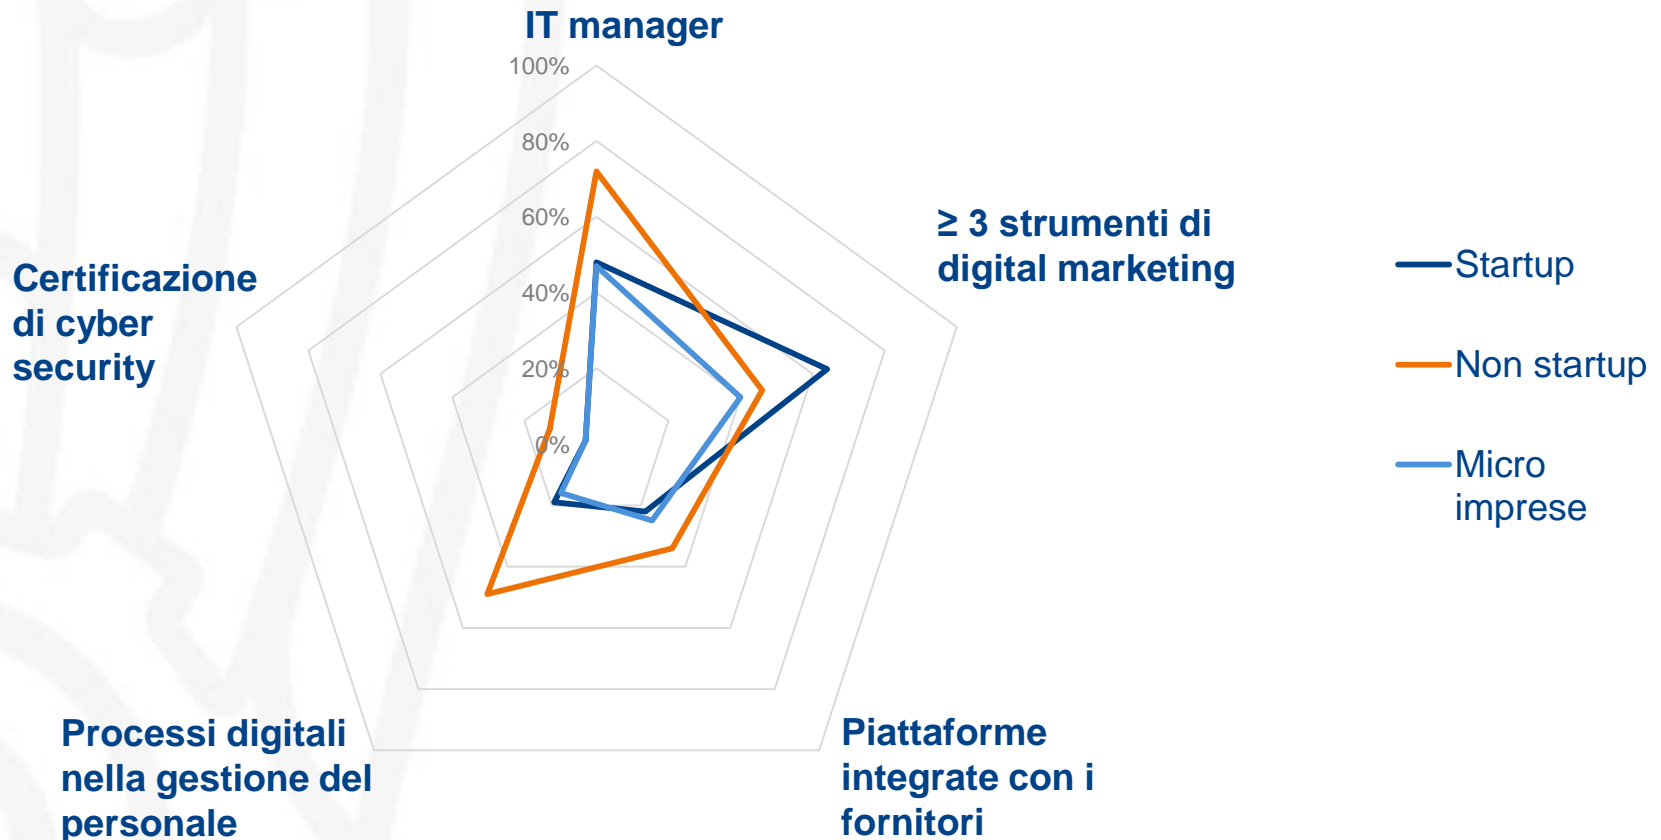 IT manager
100%
80%
60%
40%
20%
0%
≥ 3 strumenti di
digital marketing
Certificazione
di cyber
security
Processi digitali
nella gestione del
personale
Piattaforme
integrate con i
fornitori
Startup
Non startup
Micro
imprese